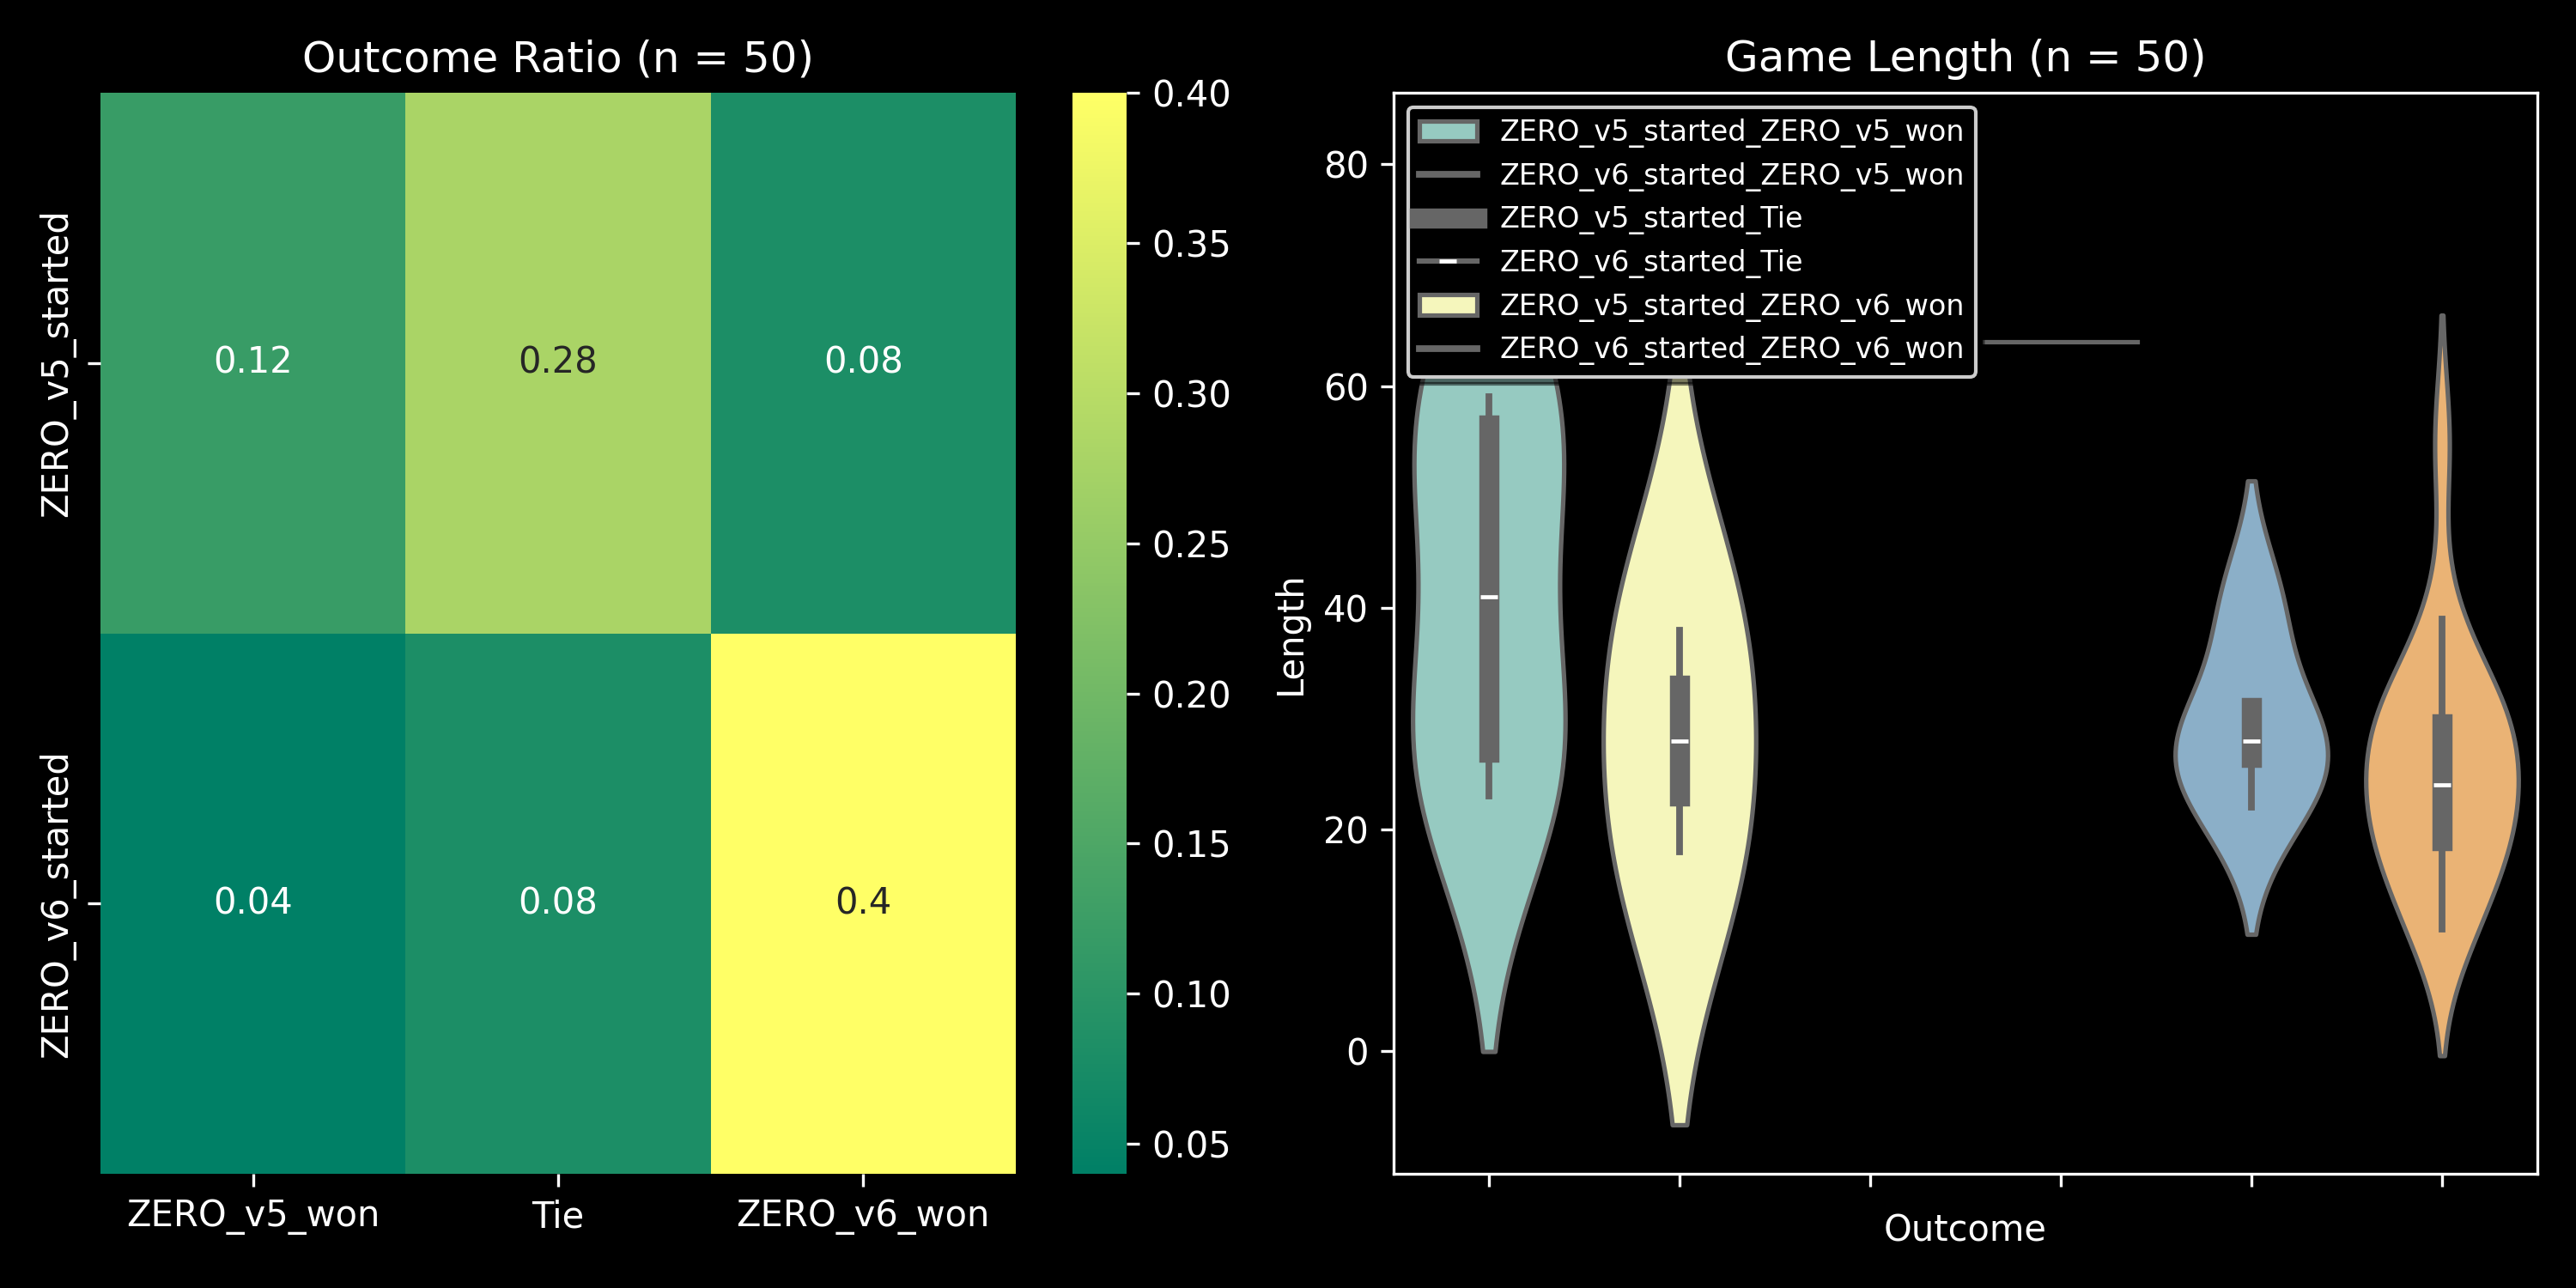 Outcome Ratio (n = 50)
ZERO_v5_started
ZERO_v6_started
0.12 0.28 0.08
0.04 0.08 0.4
ZERO_v5_won Tie ZERO_v6_won
0.40
0.35
0.30
0.25
0.20
0.15
0.10
0.05
Game Length (n = 50)
ZERO_v5_started_ZERO_v5_won
ZERO_v6_started_ZERO_v5_won
ZERO_v5_started_Tie
ZERO_v6_started_Tie
ZERO_v5_started_ZERO_v6_won
ZERO_v6_started_ZERO_v6_won
Length
80
60
40
20
0
Outcome